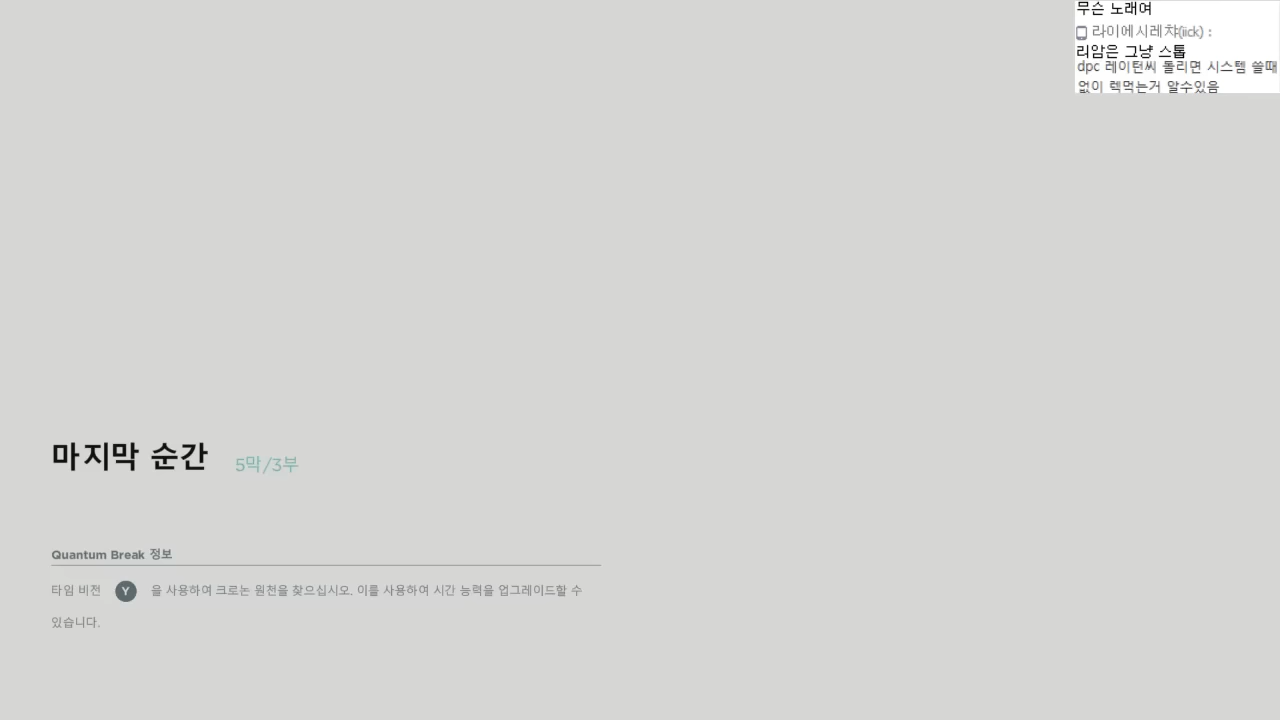 무슨 노래여
라이에시레챠(iick) :
리암은 그냥 스톱
dpc 레이턴씨 돌리면 시스템 쓸때
없이 렉먹는거 알수있음
마지막 순간 5막/3부
Quantum Break 정보
타임 비전 Y 을 사용하여 크로논 원천을 찾으십시오. 이를 사용하여 시간 능력을 업그레이드할 수
있습니다.